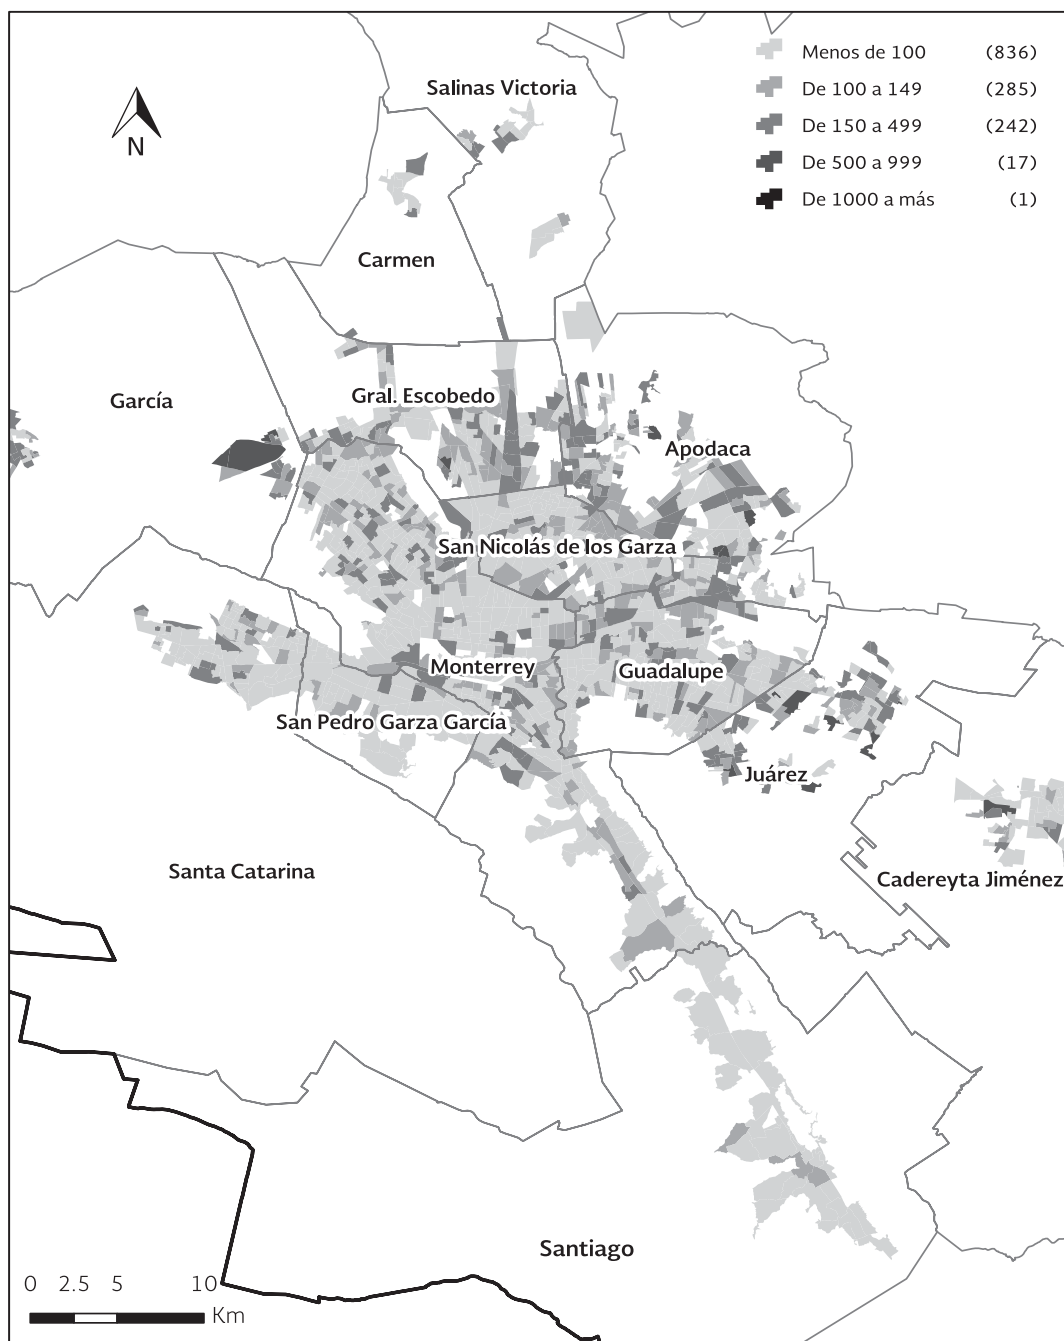 Menos de 100 (836)
De 100 a 149 (285)
De 150 a 499 (242)
De 500 a 999 (17)
De 1000 a más (1)
N
Salinas Victoria
Carmen
García
Gral. Escobedo
Apodaca
San Nicolás de los Garza
Monterrey
Guadalupe
San Pedro Garza García
Juárez
Santa Catarina
Cadereyta Jiménez
Santiago
0 2.5 5 10
Km